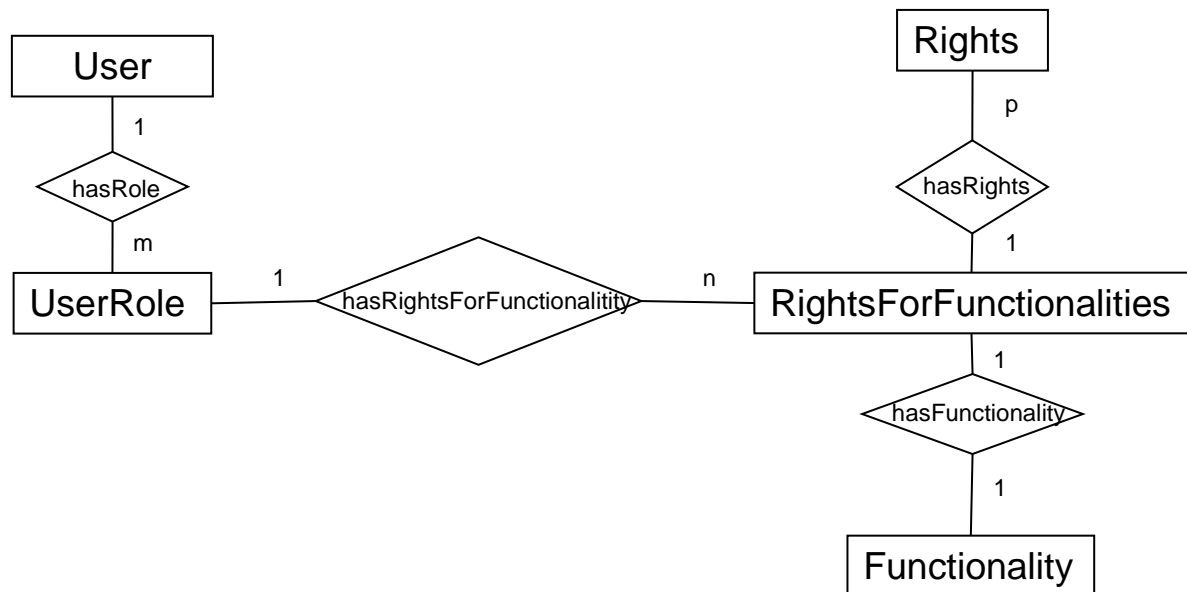 Rights
User
p
1
hasRole
hasRights
m
1
1
n
UserRole
hasRightsForFunctionalitity
RightsForFunctionalities
1
hasFunctionality
1
Functionality